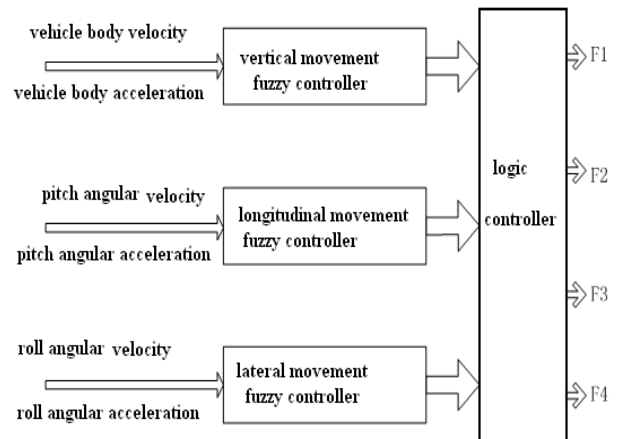 vehicle body velocity
vehicle body acceleration
vertical movement
fuzzy controller
pitch angular velocity
pitch angular acceleration
longitudinal movement
fuzzy controller
roll angular velocity
roll angular acceleration
lateral movement
fuzzy controller
logic
controller
F1
F2
F3
F4